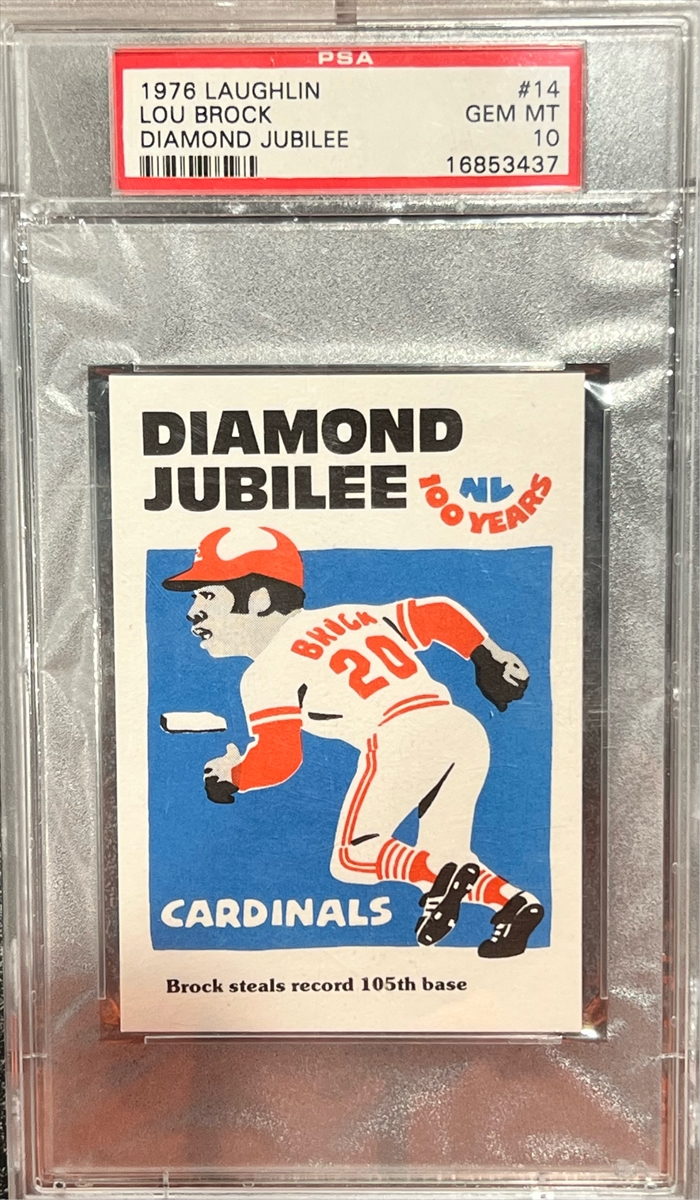 PSA
1976 LAUGHLIN #14
LOU BROCK GEM MT
DIAMOND JUBILEE 10
16853437
DIAMOND
JUBILEE
NL
100 YEARS
BROCK
20
CARDINALS
Brock steals record 105th base